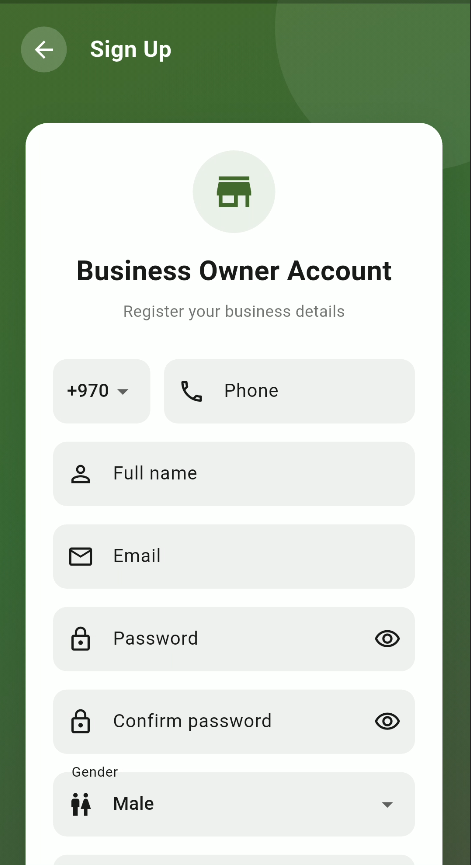 Sign Up
Business Owner Account
Register your business details
+970
Phone
Full name
Email
Password
Confirm password
Gender
Male